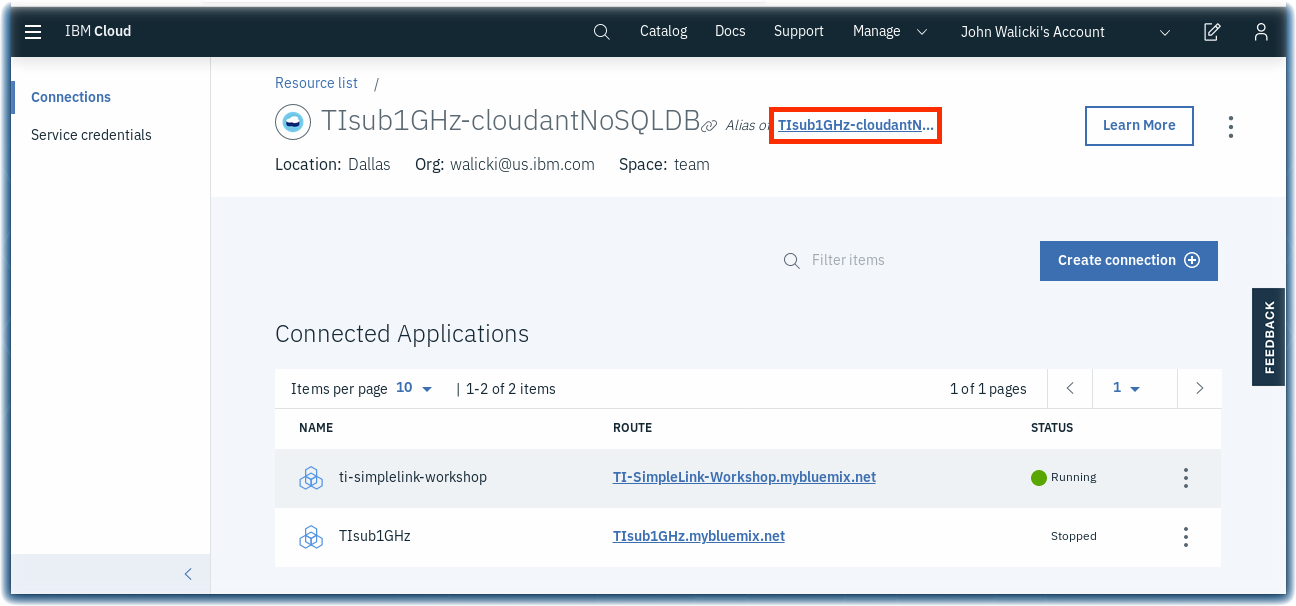 IBM Cloud Catalog Docs Support Manage John Walicki's Account
Connections
Service credentials
Resource list /
TIsub1GHz-cloudantNoSQLDB Alias of TIsub1GHz-cloudantN...
Learn More
Location: Dallas Org: walicki@us.ibm.com Space: team
Filter items
Create connection
FEEDBACK
Connected Applications
Items per page 10 | 1-2 of 2 items 1 of 1 pages 1
NAME ROUTE STATUS
ti-simplelink-workshop TI-SimpleLink-Workshop.mybluemix.net Running
TIsub1GHz TIsub1GHz.mybluemix.net Stopped